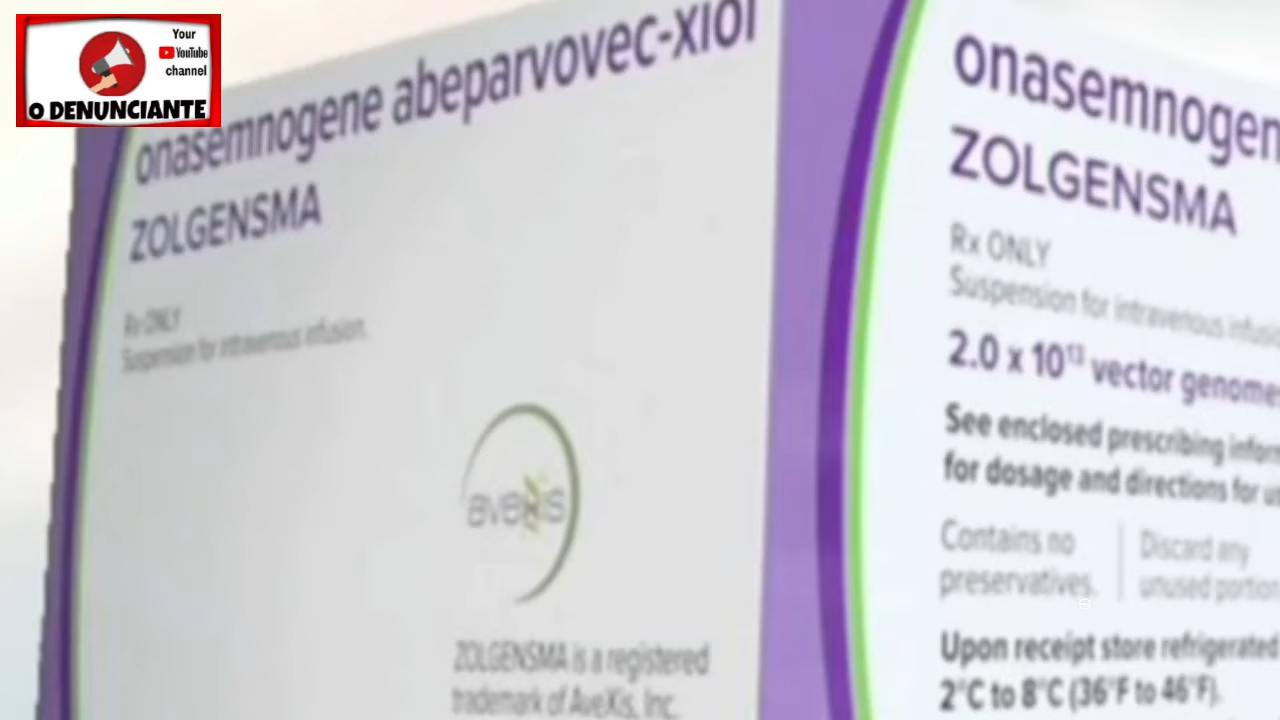 Your
YouTube
channel
O DENUNCIANTE
onasemnogene abeparvovec-xioi
ZOLGENSMA
Rx ONLY
Suspension for intravenous infusion.
avexis
ZOLGENSMA is a registered
trademark of AveXis, Inc.
onasemnogen
ZOLGENSMA
Rx ONLY
Suspension for intravenous infusio
2.0 x 10¹³ vector genomes
See enclosed prescribing inform
for dosage and directions for u
Contains no
preservatives.
Discard any
unused portion
Upon receipt store refrigerated
2°C to 8°C (36°F to 46°F).